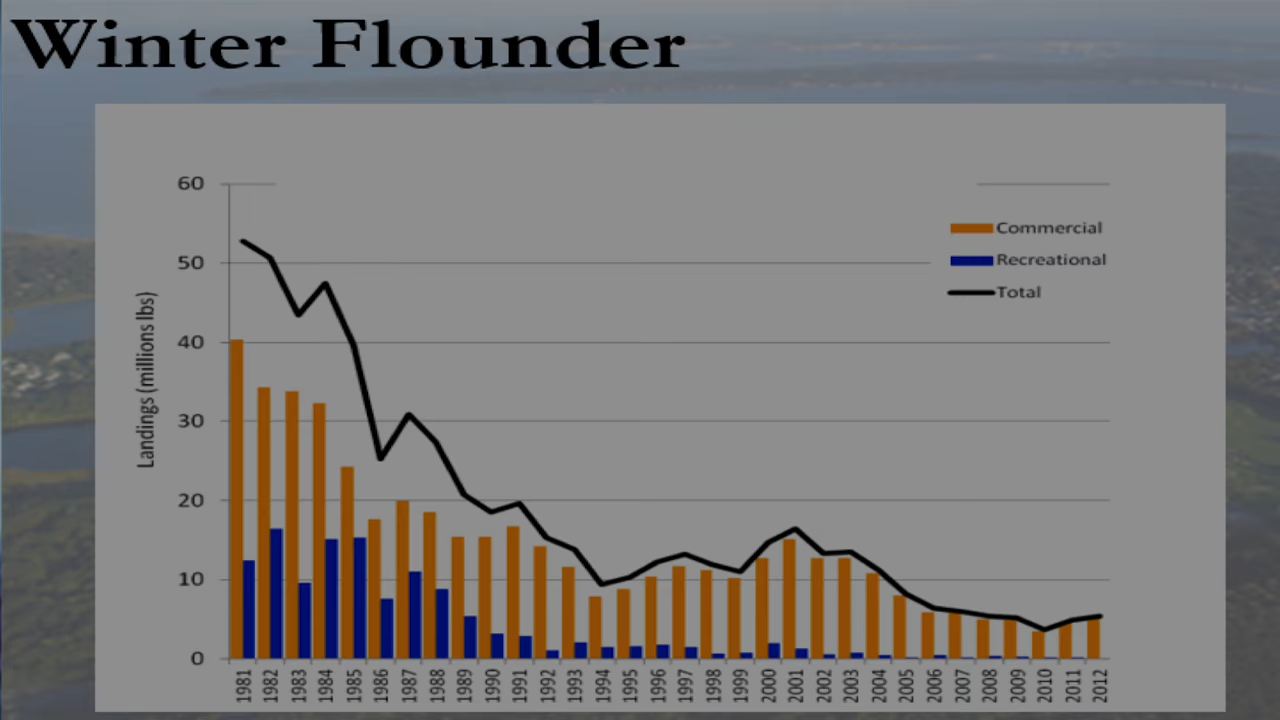 Winter Flounder
60
50
40
30
20
10
0
Landings (millions lbs)
Commercial
Recreational
Total
1981 1982 1983 1984 1985 1986 1987 1988 1989 1990 1991 1992 1993 1994 1995 1996 1997 1998 1999 2000 2001 2002 2003 2004 2005 2006 2007 2008 2009 2010 2011 2012